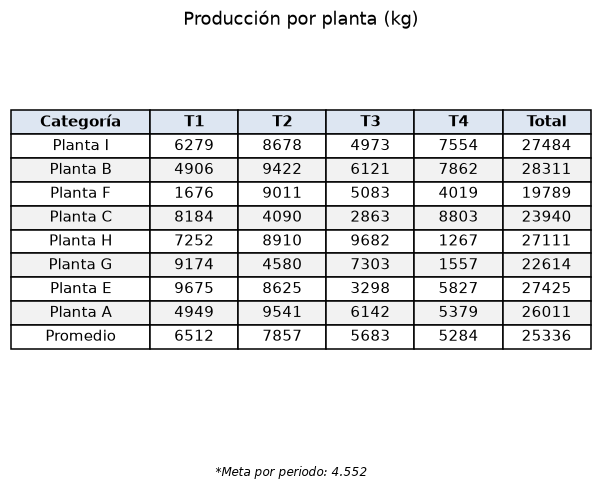 Producción por planta (kg)
Categoría T1 T2 T3 T4 Total
Planta I 6279 8678 4973 7554 27484
Planta B 4906 9422 6121 7862 28311
Planta F 1676 9011 5083 4019 19789
Planta C 8184 4090 2863 8803 23940
Planta H 7252 8910 9682 1267 27111
Planta G 9174 4580 7303 1557 22614
Planta E 9675 8625 3298 5827 27425
Planta A 4949 9541 6142 5379 26011
Promedio 6512 7857 5683 5284 25336
*Meta por periodo: 4.552